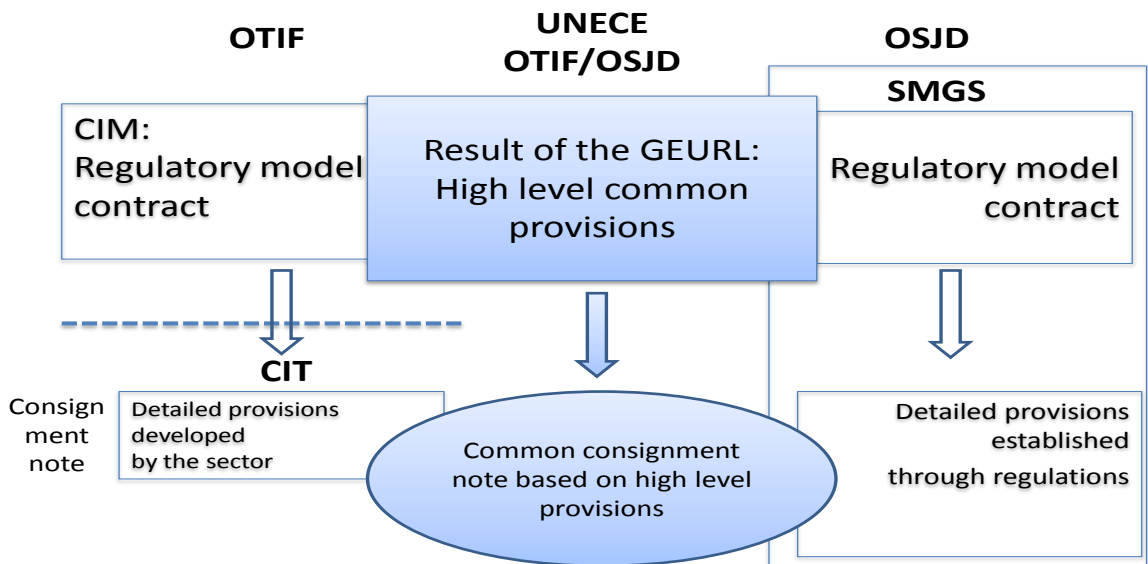 OTIF
UNECE
OTIF/OSJD
OSJD
SMGS
CIM:
Regulatory model
contract
Result of the GEURL:
High level common
provisions
Regulatory model
contract
CIT
Consign
ment
note
Detailed provisions
developed
by the sector
Common consignment
note based on high level
provisions
Detailed provisions
established
through regulations